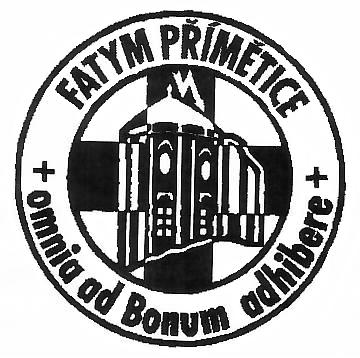 FATYM PŘÍMĚTICE
+ omnia ad Bonum adhibere +